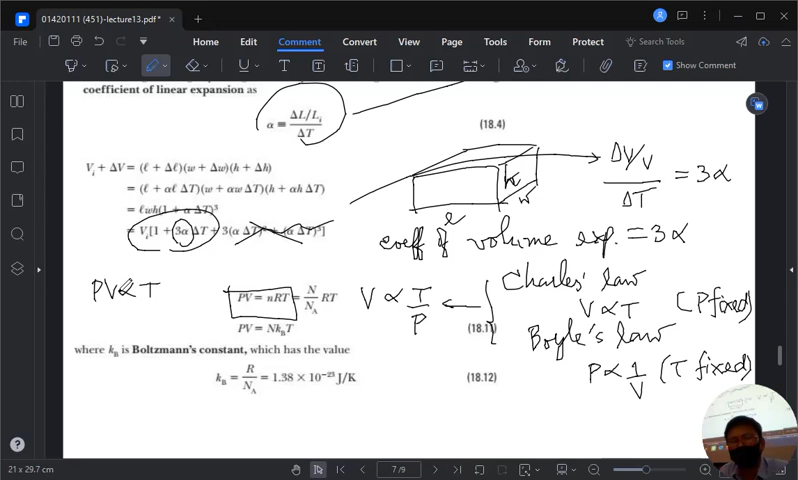 01420111 (451)-lecture13.pdf *
File
Home
Edit
Comment
Convert
View
Page
Tools
Form
Protect
Search Tools
Show Comment
coefficient of linear expansion as
α ≡ ΔL/Lᵢ / ΔT
(18.4)
Vᵢ + ΔV = (ℓ + Δℓ)(w + Δw)(h + Δh)
= (ℓ + αℓ ΔT)(w + αw ΔT)(h + αh ΔT)
= ℓwh(1 + α ΔT)³
= Vᵢ[1 + 3α ΔT + 3(α ΔT)² + (α ΔT)³]
h
w
ℓ
ΔV/V / ΔT = 3α
coeff of volume exp. = 3α
PV ∝ T
PV = nRT = N/N_A RT
PV = Nk_BT
(18.11)
V ∝ T/P ← {
Charles' law
V ∝ T (P fixed)
Boyle's law
P ∝ 1/V (T fixed)
where k_B is Boltzmann's constant, which has the value
k_B = R/N_A = 1.38 × 10⁻²³ J/K
(18.12)
21 x 29.7 cm
7 /9